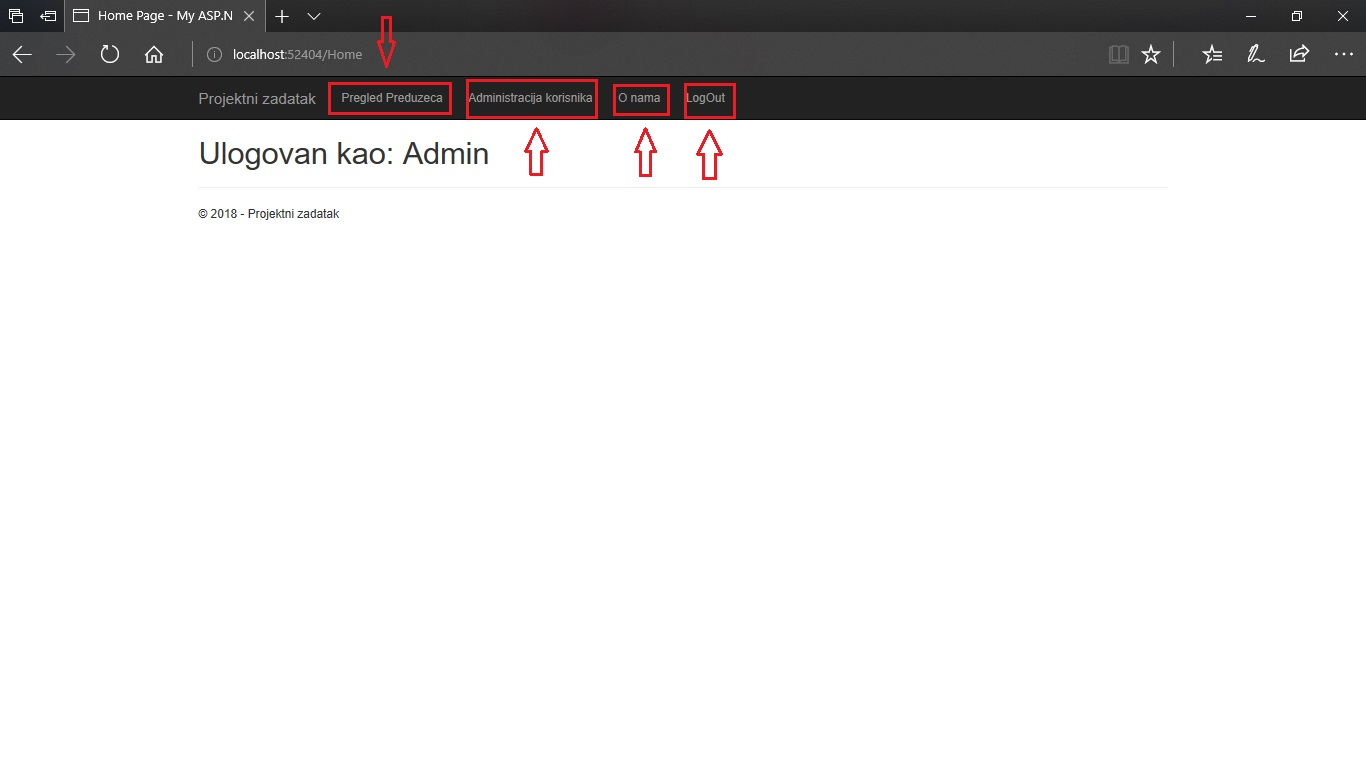 Home Page - My ASP.N
localhost:52404/Home
Projektni zadatak Pregled Preduzeca Administracija korisnika O nama LogOut
Ulogovan kao: Admin
© 2018 - Projektni zadatak